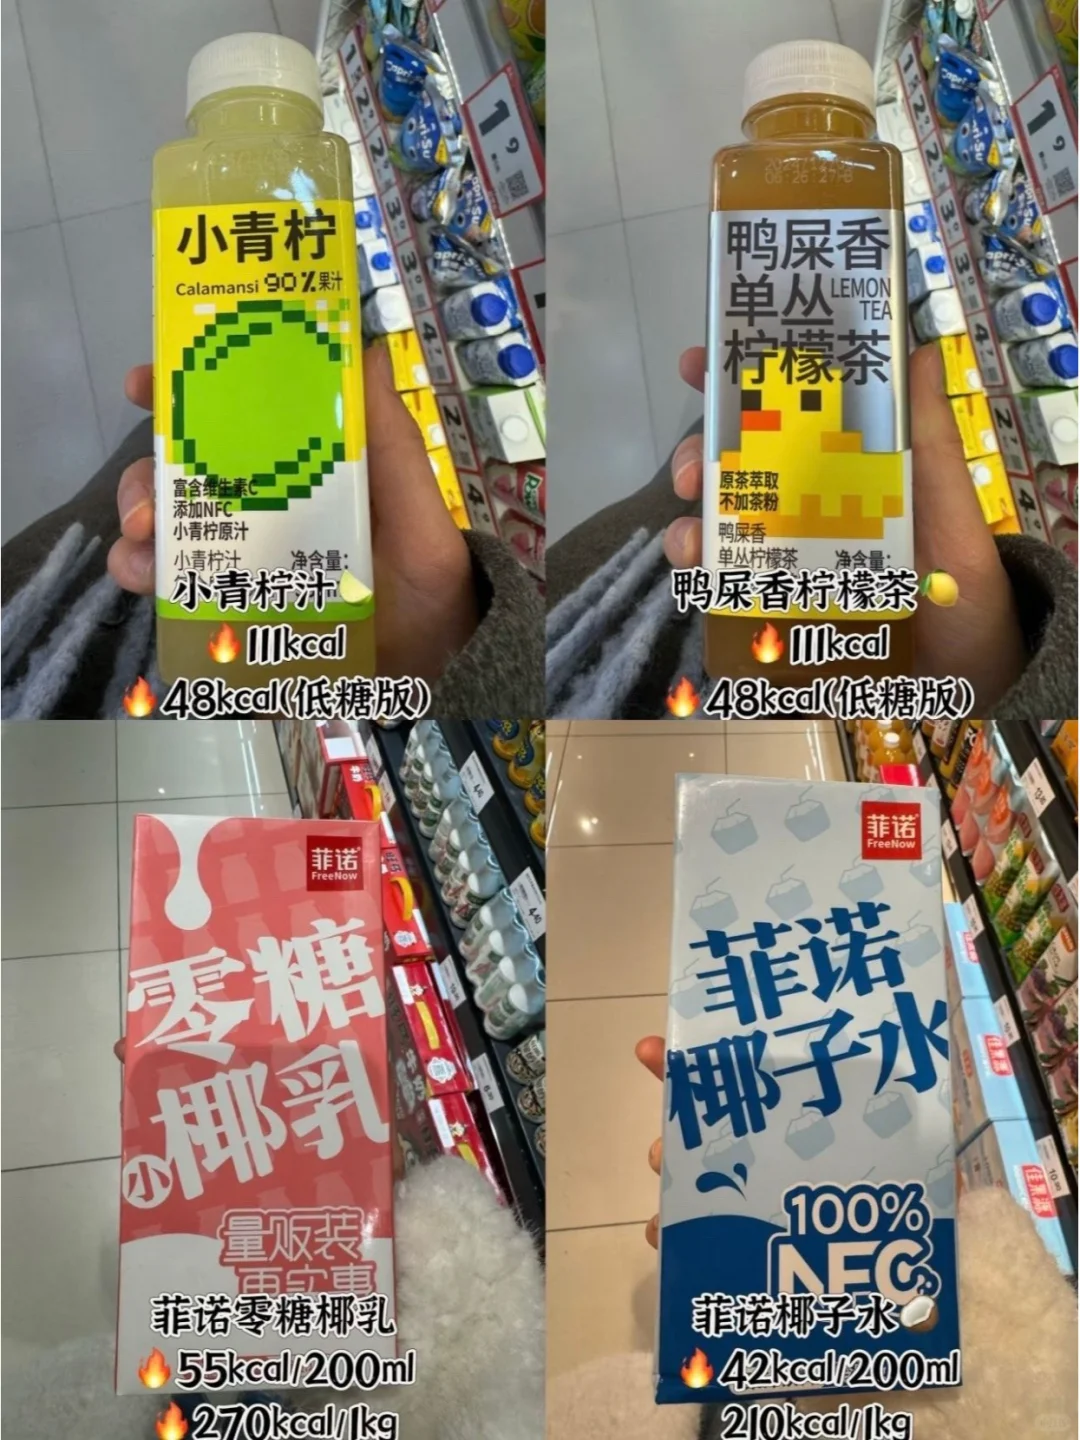 小青柠
Calamansi 90%果汁
富含维生素C
添加NFC
小青柠原汁
小青柠汁 净含量:
小青柠汁
🔥111kcal
🔥48kcal(低糖版)
鸭屎香
单丛 LEMON
TEA
柠檬茶
原茶萃取
不加茶粉
鸭屎香
单丛柠檬茶 净含量:
鸭屎香柠檬茶🍋
🔥111kcal
🔥48kcal(低糖版)
菲诺
FreeNow
零糖
小椰乳
量贩装
更实惠
菲诺零糖椰乳
🔥55kcal/200ml
🔥270kcal/1kg
菲诺
FreeNow
菲诺
椰子水
100%
NFC
菲诺椰子水🥥
🔥42kcal/200ml
210kcal/1kg